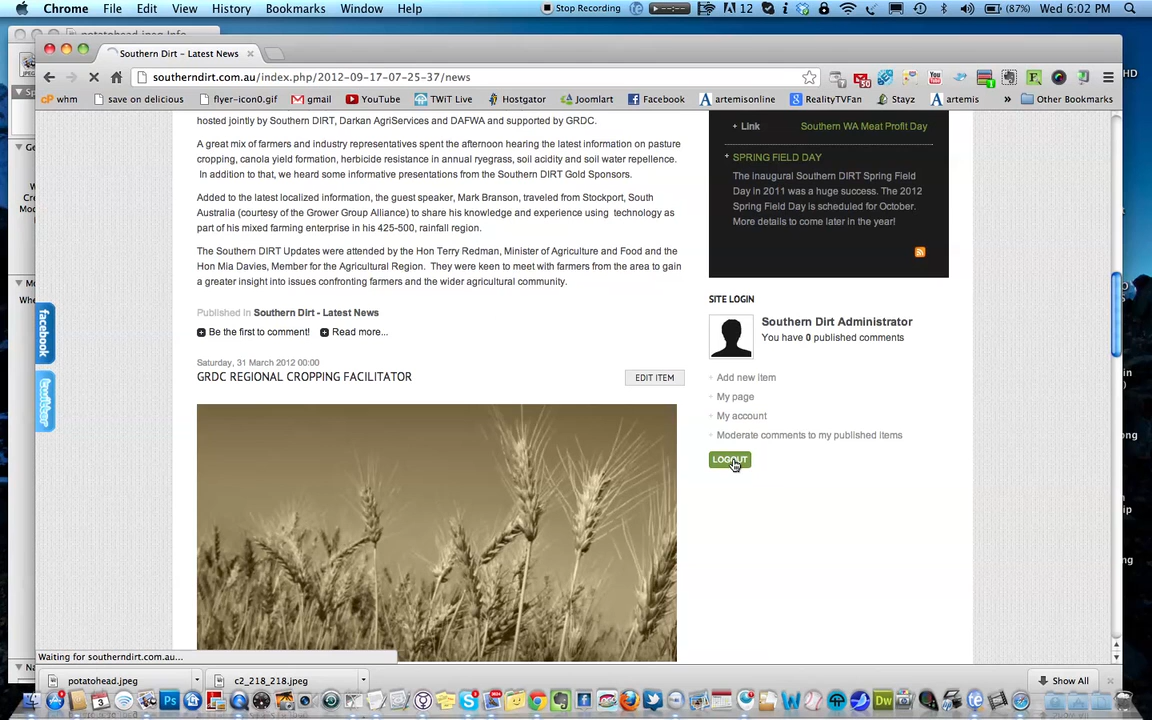 Chrome File Edit View History Bookmarks Window Help Stop Recording 12 (87%) Wed 6:02 PM
potatohead.jpeg Info
Southern Dirt – Latest News
southerndirt.com.au/index.php/2012-09-17-07-25-37/news
whm save on delicious flyer-icon0.gif gmail YouTube TWiT Live Hostgator Joomlart Facebook artemisonline RealityTVFan Stayz artemis » Other Bookmarks
hosted jointly by Southern DIRT, Darkan AgriServices and DAFWA and supported by GRDC.
A great mix of farmers and industry representatives spent the afternoon hearing the latest information on pasture
cropping, canola yield formation, herbicide resistance in annual ryegrass, soil acidity and soil water repellence.
In addition to that, we heard some informative presentations from the Southern DIRT Gold Sponsors.
Added to the latest localized information, the guest speaker, Mark Branson, traveled from Stockport, South
Australia (courtesy of the Grower Group Alliance) to share his knowledge and experience using technology as
part of his mixed farming enterprise in his 425-500, rainfall region.
The Southern DIRT Updates were attended by the Hon Terry Redman, Minister of Agriculture and Food and the
Hon Mia Davies, Member for the Agricultural Region. They were keen to meet with farmers from the area to gain
a greater insight into issues confronting farmers and the wider agricultural community.
Published in Southern Dirt - Latest News
Be the first to comment! Read more...
Saturday, 31 March 2012 00:00
GRDC REGIONAL CROPPING FACILITATOR
EDIT ITEM
Link Southern WA Meat Profit Day
SPRING FIELD DAY
The inaugural Southern DIRT Spring Field
Day in 2011 was a huge success. The 2012
Spring Field Day is scheduled for October.
More details to come later in the year!
SITE LOGIN
Southern Dirt Administrator
You have 0 published comments
Add new item
My page
My account
Moderate comments to my published items
LOGOUT
facebook
twitter
Waiting for southerndirt.com.au...
potatohead.jpeg c2_218_218.jpeg Show All